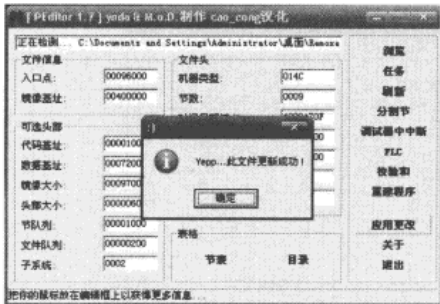 [ PEditor 1.7 ] yoda & M.o.D.制作 cao_cong汉化
正在检测... C:\Documents and Settings\Administrator\桌面\Remoxa
文件信息
入口点: 00096000
镜像基址: 00400000
文件头
机器类型: 014C
节数: 0009
可选头部
代码基址: 0000100
数据基址: 0007200
镜像大小: 0009700
头部大小: 0000060
节队列: 00001000
文件队列: 00000200
子系统: 0002
:)
Yepp...此文件更新成功！
确定
表格
节表
目录
浏览
任务
刷新
分割节
调试器中中断
FLC
校验和
重建程序
应用更改
关于
退出
把你的鼠标放在编辑框上以获得更多信息...